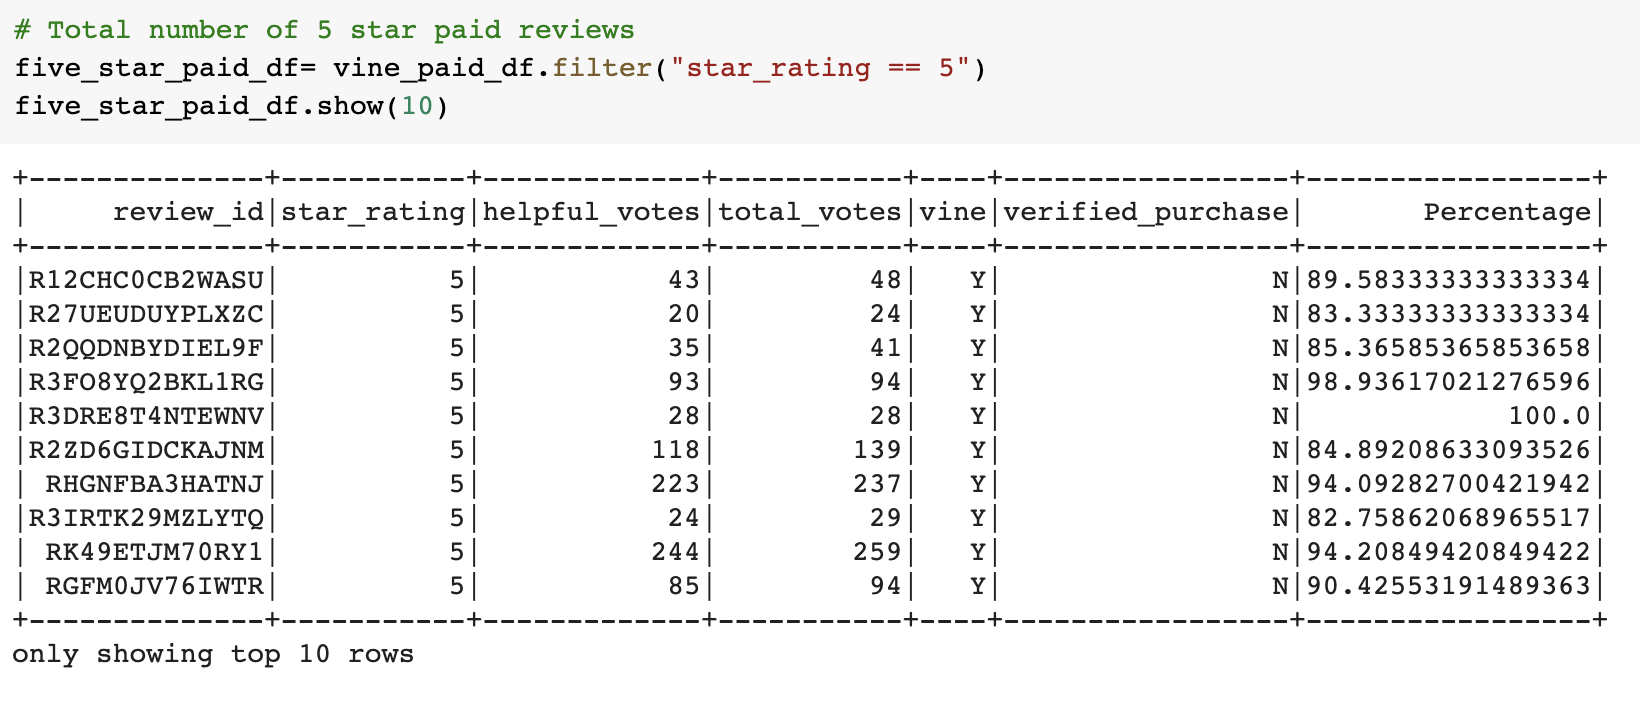 # Total number of 5 star paid reviews
five_star_paid_df= vine_paid_df.filter("star_rating == 5")
five_star_paid_df.show(10)
+--------------+-----------+-------------+-----------+----+-----------------+-----------------+
|     review_id|star_rating|helpful_votes|total_votes|vine|verified_purchase|       Percentage|
+--------------+-----------+-------------+-----------+----+-----------------+-----------------+
|R12CHC0CB2WASU|          5|           43|         48|   Y|                N|89.58333333333334|
|R27UEUDUYPLXZC|          5|           20|         24|   Y|                N|83.33333333333334|
|R2QQDNBYDIEL9F|          5|           35|         41|   Y|                N|85.36585365853658|
|R3FO8YQ2BKL1RG|          5|           93|         94|   Y|                N|98.93617021276596|
|R3DRE8T4NTEWNV|          5|           28|         28|   Y|                N|            100.0|
|R2ZD6GIDCKAJNM|          5|          118|        139|   Y|                N|84.89208633093526|
| RHGNFBA3HATNJ|          5|          223|        237|   Y|                N|94.09282700421942|
|R3IRTK29MZLYTQ|          5|           24|         29|   Y|                N|82.75862068965517|
| RK49ETJM70RY1|          5|          244|        259|   Y|                N|94.20849420849422|
| RGFM0JV76IWTR|          5|           85|         94|   Y|                N|90.42553191489363|
+--------------+-----------+-------------+-----------+----+-----------------+-----------------+
only showing top 10 rows